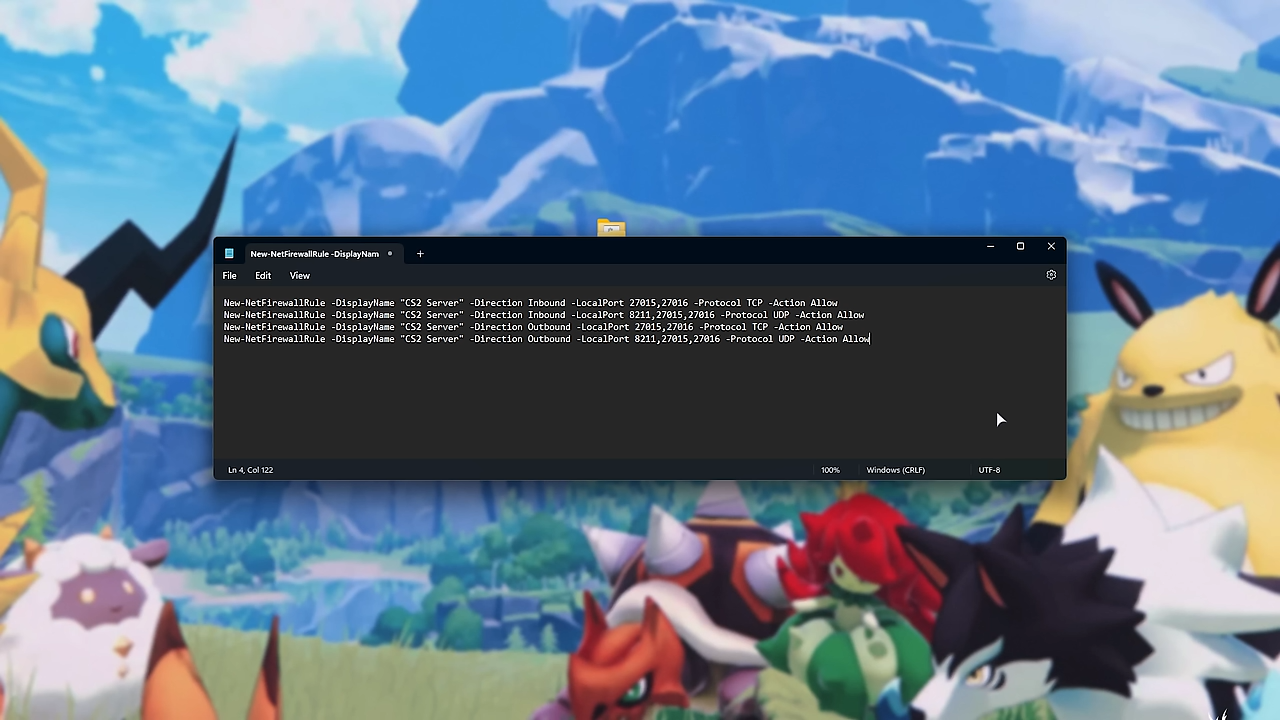 New-NetFirewallRule -DisplayNam
File Edit View
New-NetFirewallRule -DisplayName "CS2 Server" -Direction Inbound -LocalPort 27015,27016 -Protocol TCP -Action Allow
New-NetFirewallRule -DisplayName "CS2 Server" -Direction Inbound -LocalPort 8211,27015,27016 -Protocol UDP -Action Allow
New-NetFirewallRule -DisplayName "CS2 Server" -Direction Outbound -LocalPort 27015,27016 -Protocol TCP -Action Allow
New-NetFirewallRule -DisplayName "CS2 Server" -Direction Outbound -LocalPort 8211,27015,27016 -Protocol UDP -Action Allow
Ln 4, Col 122 100% Windows (CRLF) UTF-8